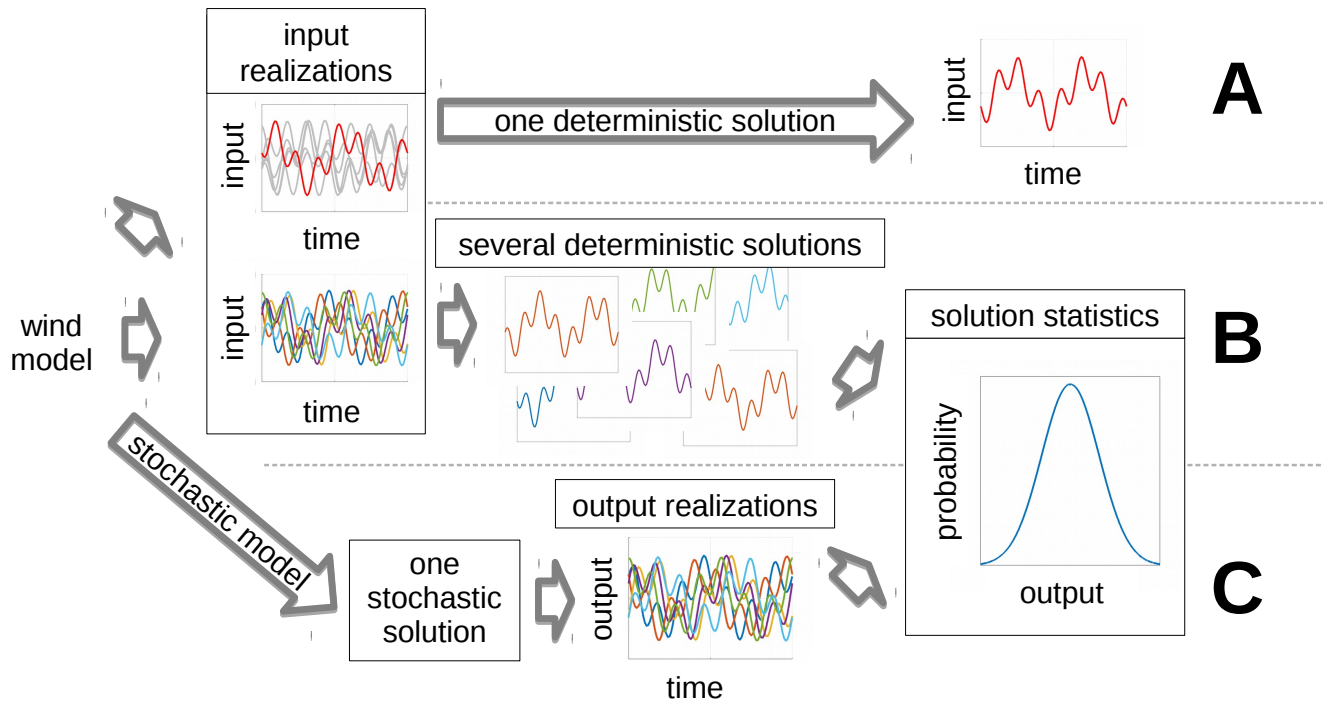 input
realizations
input
time
one deterministic solution
input
time
A
several deterministic solutions
input
time
wind
model
solution statistics
probability
output
B
stochastic model
one
stochastic
solution
output realizations
output
time
C